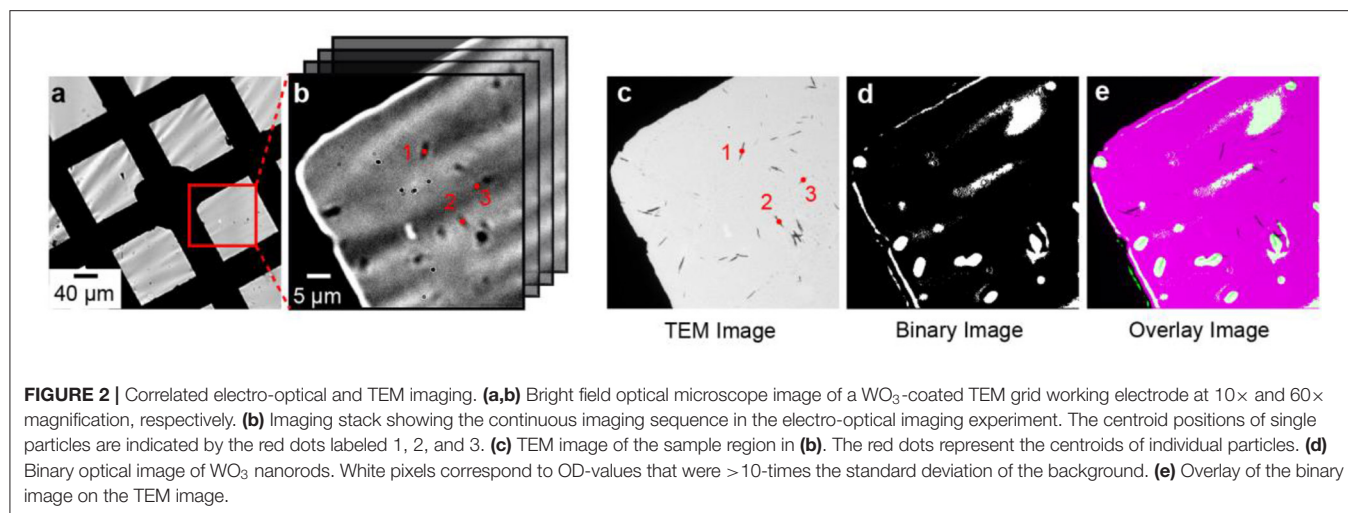 a
b
c
d
e
1
2
3
1
2
3
40 µm
5 µm
TEM Image
Binary Image
Overlay Image
FIGURE 2 | Correlated electro-optical and TEM imaging. (a,b) Bright field optical microscope image of a WO₃-coated TEM grid working electrode at 10× and 60×
magnification, respectively. (b) Imaging stack showing the continuous imaging sequence in the electro-optical imaging experiment. The centroid positions of single
particles are indicated by the red dots labeled 1, 2, and 3. (c) TEM image of the sample region in (b). The red dots represent the centroids of individual particles. (d)
Binary optical image of WO₃ nanorods. White pixels correspond to OD-values that were >10-times the standard deviation of the background. (e) Overlay of the binary
image on the TEM image.